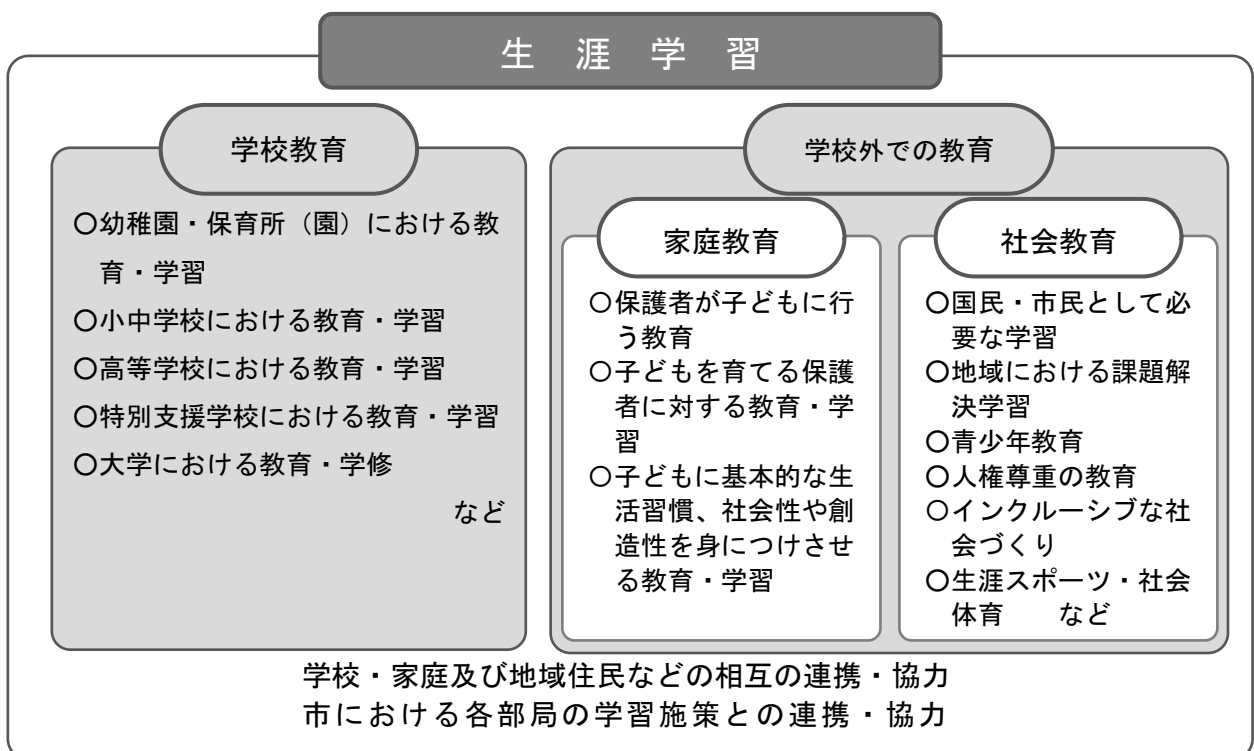 生涯学習
学校教育
〇幼稚園・保育所（園）における教
育・学習
〇小中学校における教育・学習
〇高等学校における教育・学習
〇特別支援学校における教育・学習
〇大学における教育・学修
など
学校外での教育
家庭教育
〇保護者が子どもに行
う教育
〇子どもを育てる保護
者に対する教育・学
習
〇子どもに基本的な生
活習慣、社会性や創
造性を身につけさせ
る教育・学習
社会教育
〇国民・市民として必
要な学習
〇地域における課題解
決学習
〇青少年教育
〇人権尊重の教育
〇インクルーシブな社
会づくり
〇生涯スポーツ・社会
体育　　など
学校・家庭及び地域住民などの相互の連携・協力
市における各部局の学習施策との連携・協力